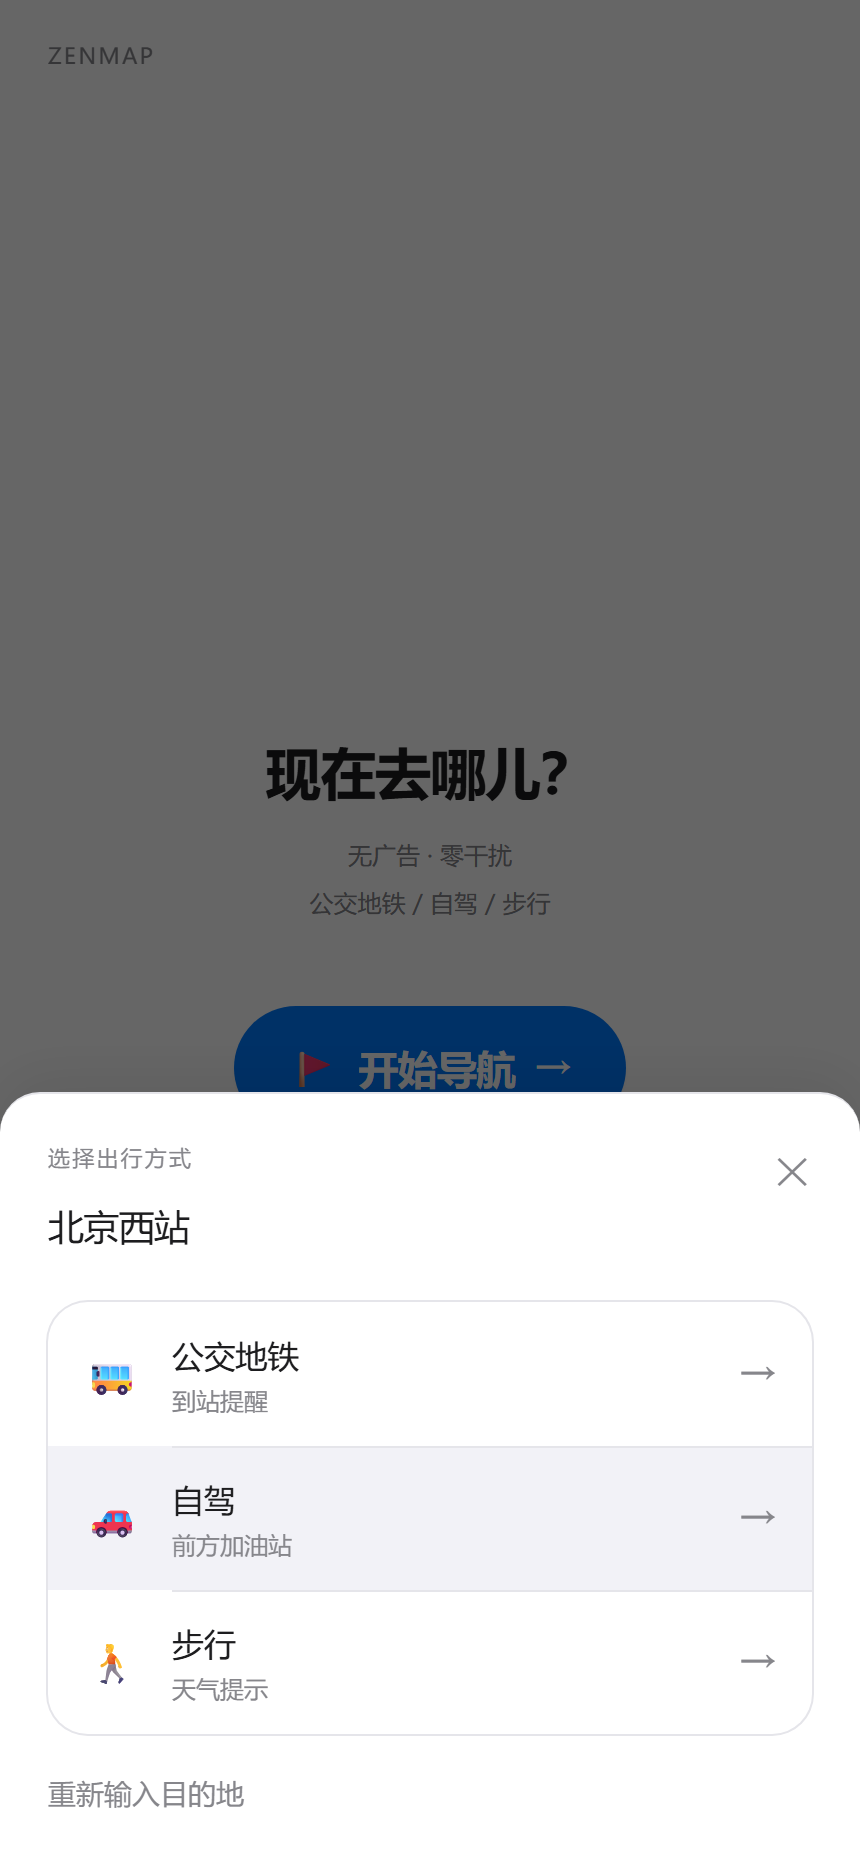 ZENMAP
现在去哪儿？
无广告 · 零干扰
公交地铁 / 自驾 / 步行
开始导航 →
选择出行方式
北京西站
公交地铁 →
到站提醒
自驾 →
前方加油站
步行 →
天气提示
重新输入目的地